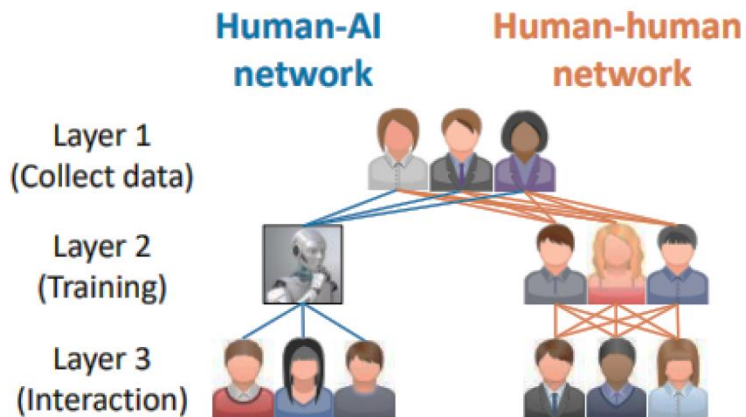 Human-AI
network
Human-human
network
Layer 1
(Collect data)
Layer 2
(Training)
Layer 3
(Interaction)